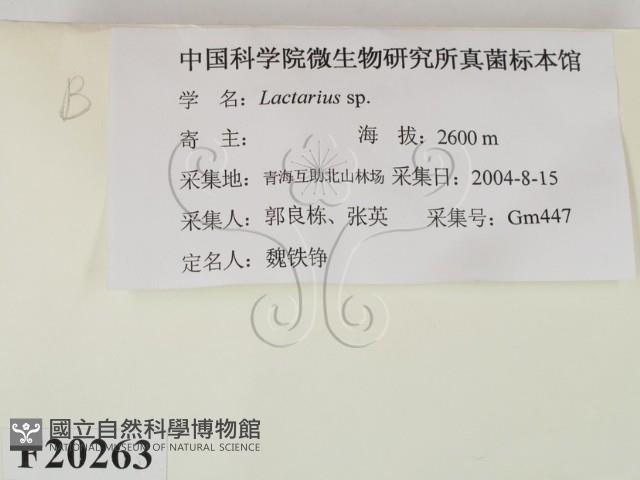 中国科学院微生物研究所真菌标本馆
B
学 名：Lactarius sp.
寄 主： 海 拔：2600 m
采集地：青海互助北山林场 采集日：2004-8-15
采集人：郭良栋、张英 采集号：Gm447
定名人：魏铁铮
國立自然科學博物館
NATIONAL MUSEUM OF NATURAL SCIENCE
F20263